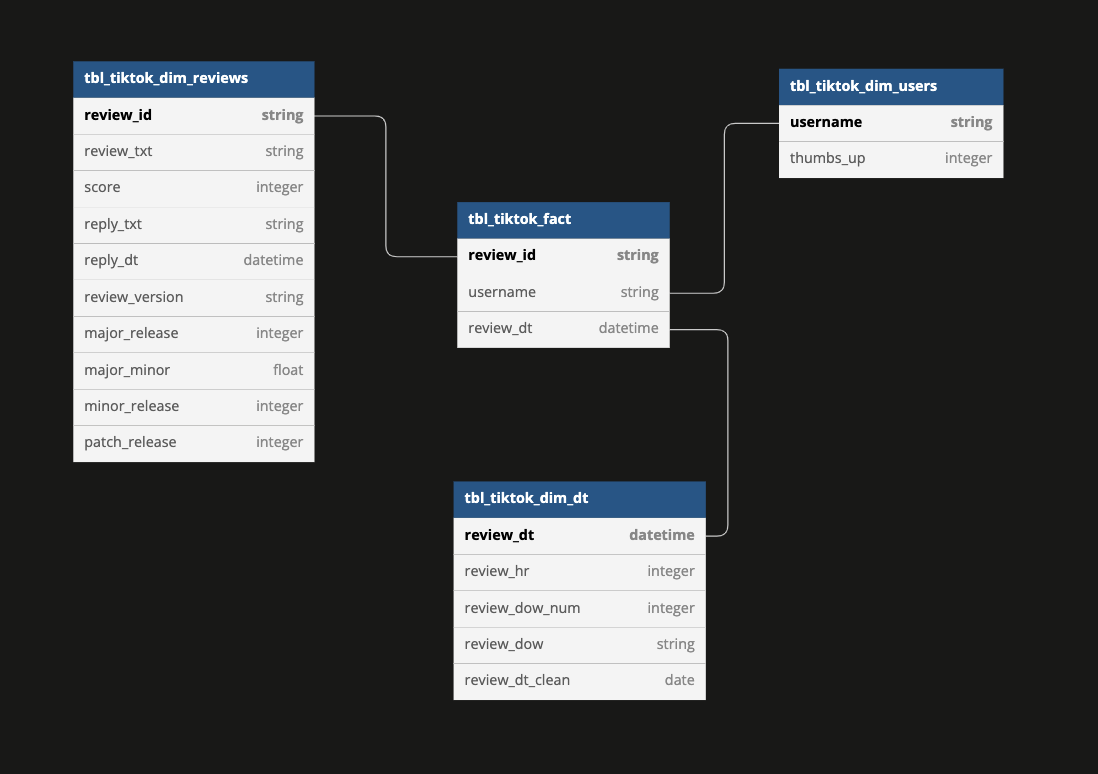 tbl_tiktok_dim_reviews
review_id string
review_txt string
score integer
reply_txt string
reply_dt datetime
review_version string
major_release integer
major_minor float
minor_release integer
patch_release integer
tbl_tiktok_fact
review_id string
username string
review_dt datetime
tbl_tiktok_dim_users
username string
thumbs_up integer
tbl_tiktok_dim_dt
review_dt datetime
review_hr integer
review_dow_num integer
review_dow string
review_dt_clean date